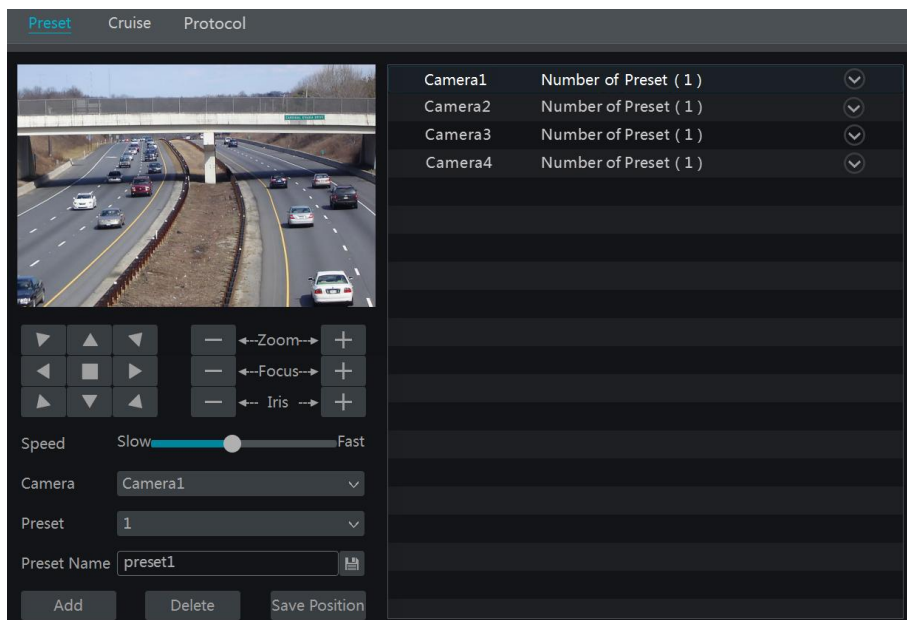 Preset Cruise Protocol
Camera1 Number of Preset ( 1 )
Camera2 Number of Preset ( 1 )
Camera3 Number of Preset ( 1 )
Camera4 Number of Preset ( 1 )
Zoom
Focus
Iris
Speed Slow Fast
Camera Camera1
Preset 1
Preset Name preset1
Add Delete Save Position